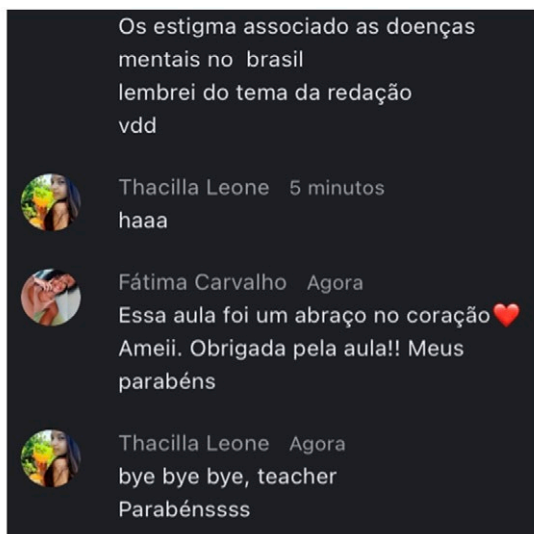 Os estigma associado as doenças
mentais no brasil
lembrei do tema da redação
vdd
Thacilla Leone 5 minutos
haaa
Fátima Carvalho Agora
Essa aula foi um abraço no coração❤️
Ameii. Obrigada pela aula!! Meus
parabéns
Thacilla Leone Agora
bye bye bye, teacher
Parabénssss